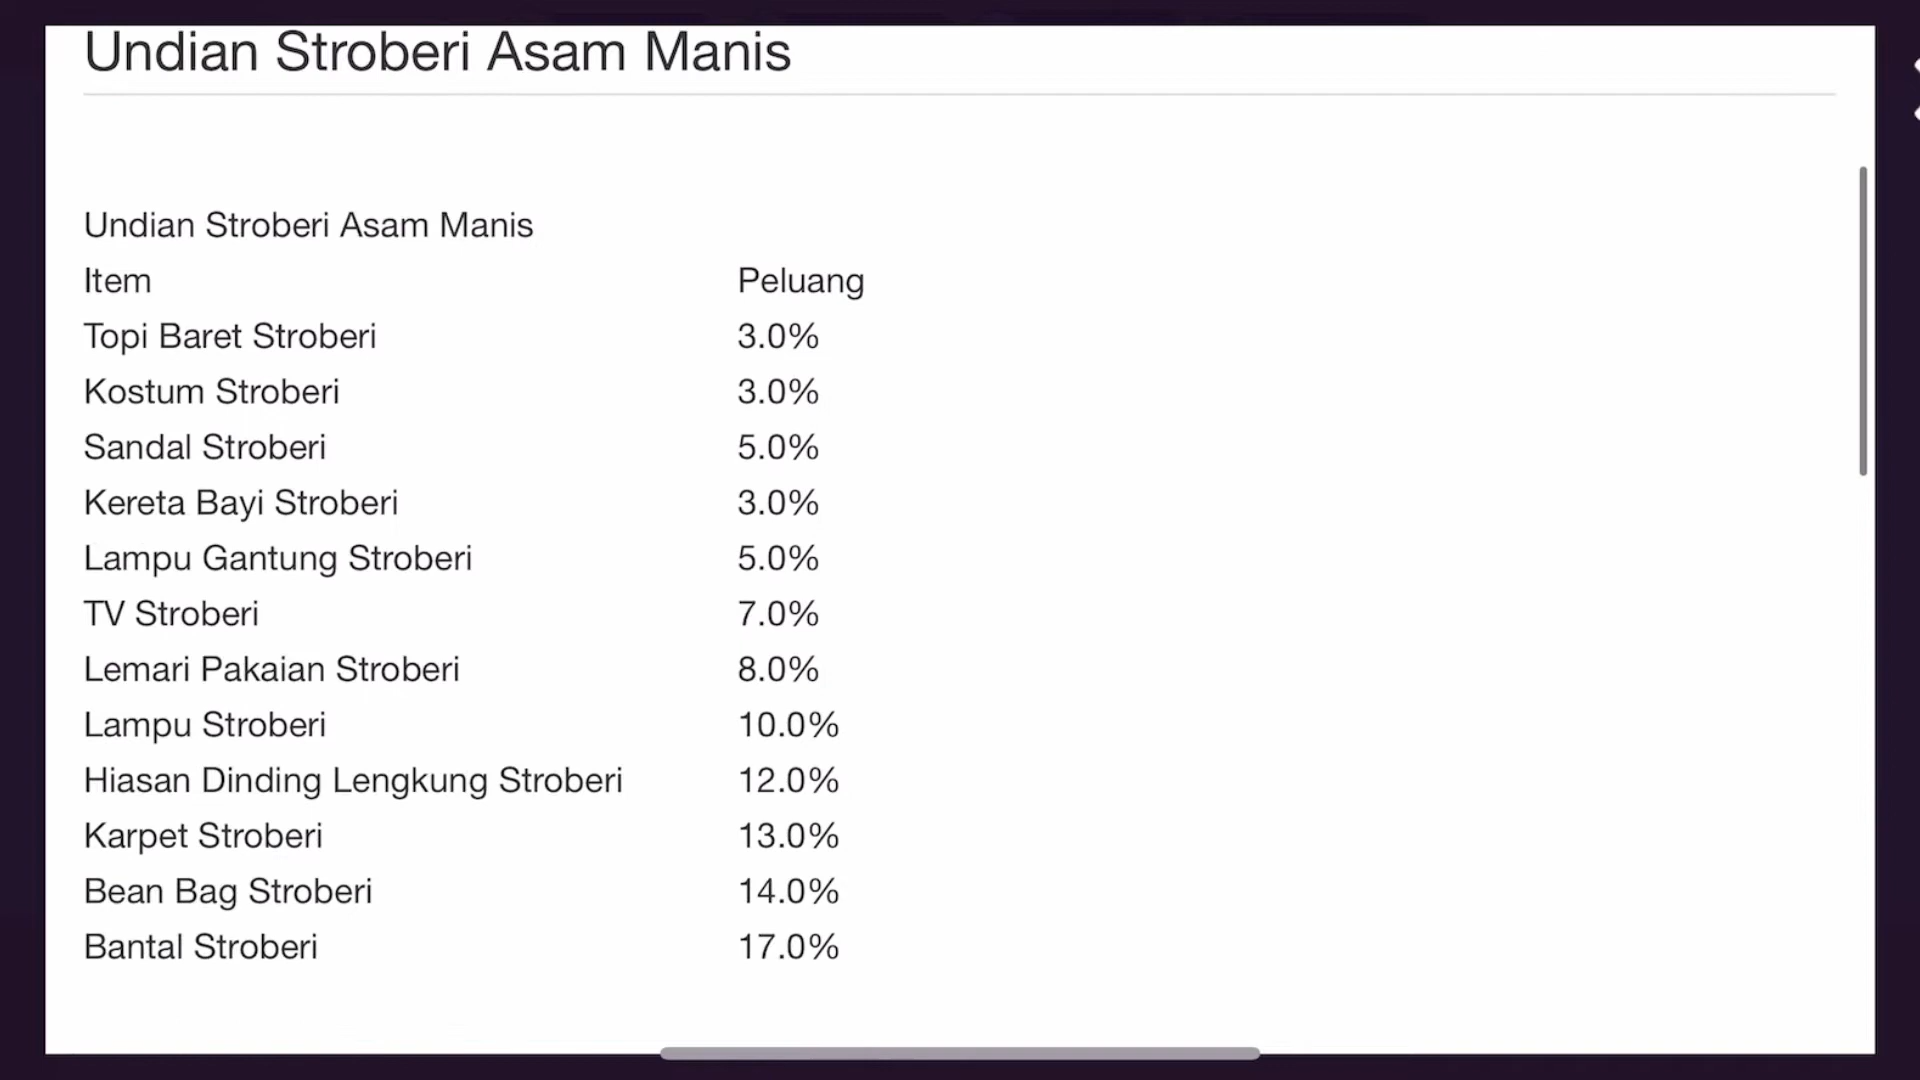 Undian Stroberi Asam Manis
Undian Stroberi Asam Manis
Item Peluang
Topi Baret Stroberi 3.0%
Kostum Stroberi 3.0%
Sandal Stroberi 5.0%
Kereta Bayi Stroberi 3.0%
Lampu Gantung Stroberi 5.0%
TV Stroberi 7.0%
Lemari Pakaian Stroberi 8.0%
Lampu Stroberi 10.0%
Hiasan Dinding Lengkung Stroberi 12.0%
Karpet Stroberi 13.0%
Bean Bag Stroberi 14.0%
Bantal Stroberi 17.0%